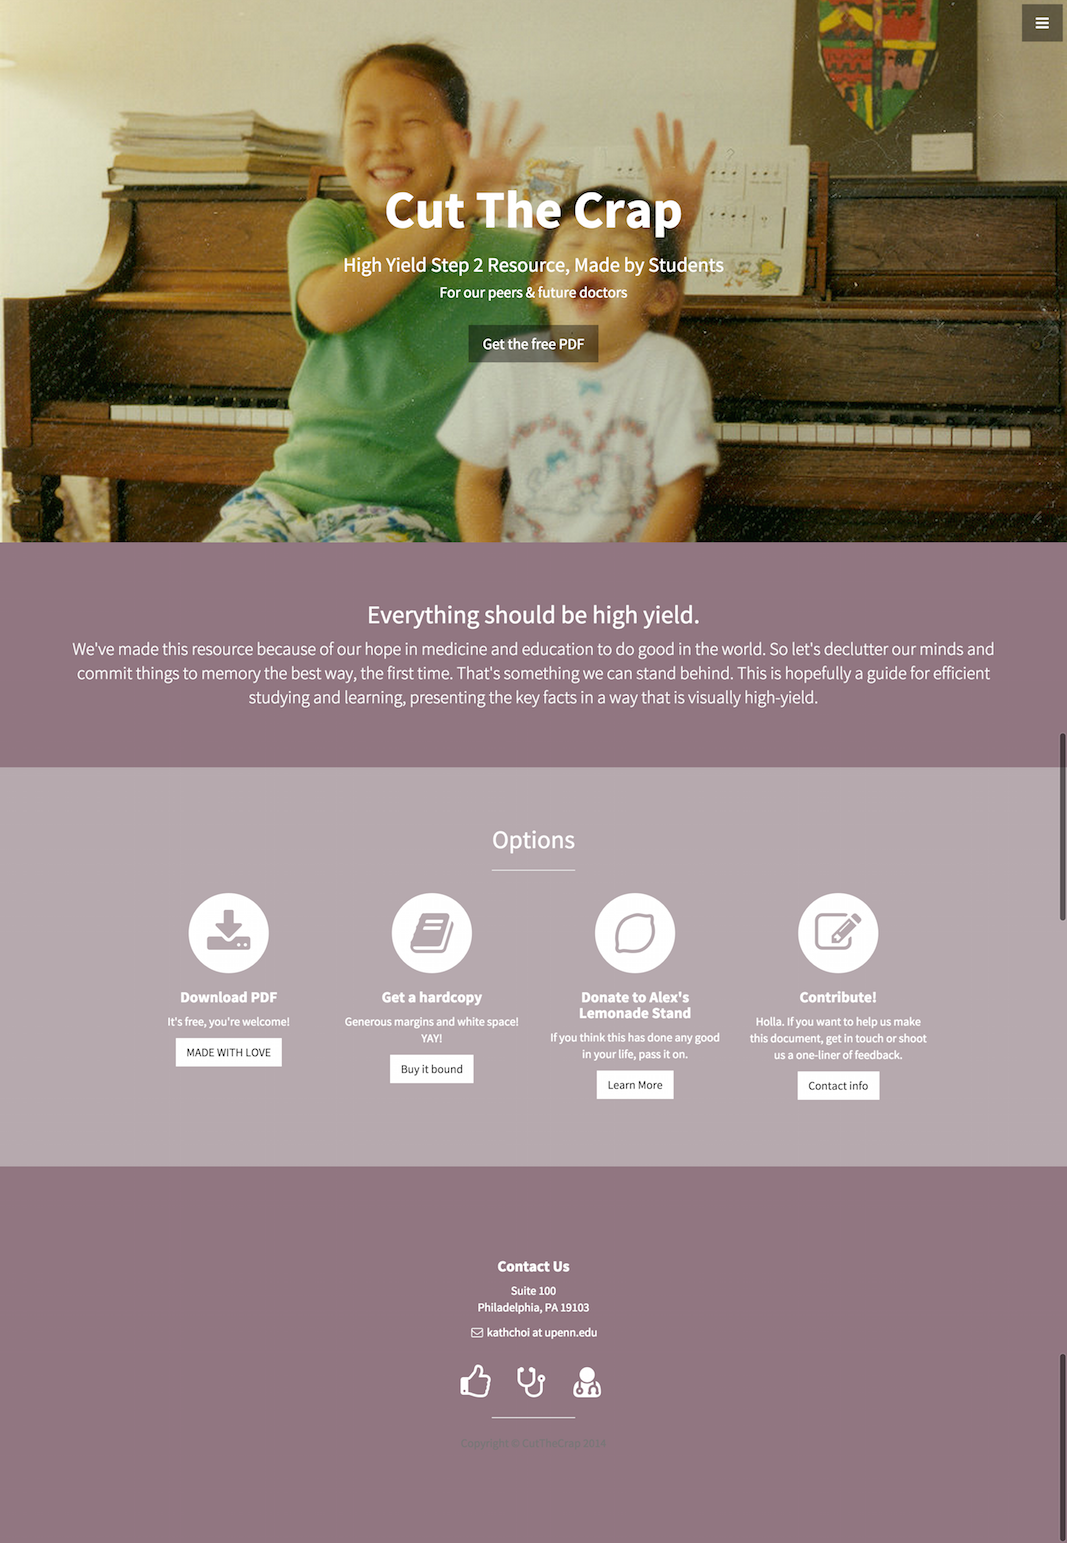 Cut The Crap
High Yield Step 2 Resource, Made by Students
For our peers & future doctors
Get the free PDF
Everything should be high yield.
We've made this resource because of our hope in medicine and education to do good in the world. So let's declutter our minds and
commit things to memory the best way, the first time. That's something we can stand behind. This is hopefully a guide for efficient
studying and learning, presenting the key facts in a way that is visually high-yield.
Options
Download PDF
It's free, you're welcome!
MADE WITH LOVE
Get a hardcopy
Generous margins and white space!
YAY!
Buy it bound
Donate to Alex's
Lemonade Stand
If you think this has done any good
in your life, pass it on.
Learn More
Contribute!
Holla. If you want to help us make
this document, get in touch or shoot
us a one-liner of feedback.
Contact info
Contact Us
Suite 100
Philadelphia, PA 19103
kathchoi at upenn.edu
Copyright © CutTheCrap 2014